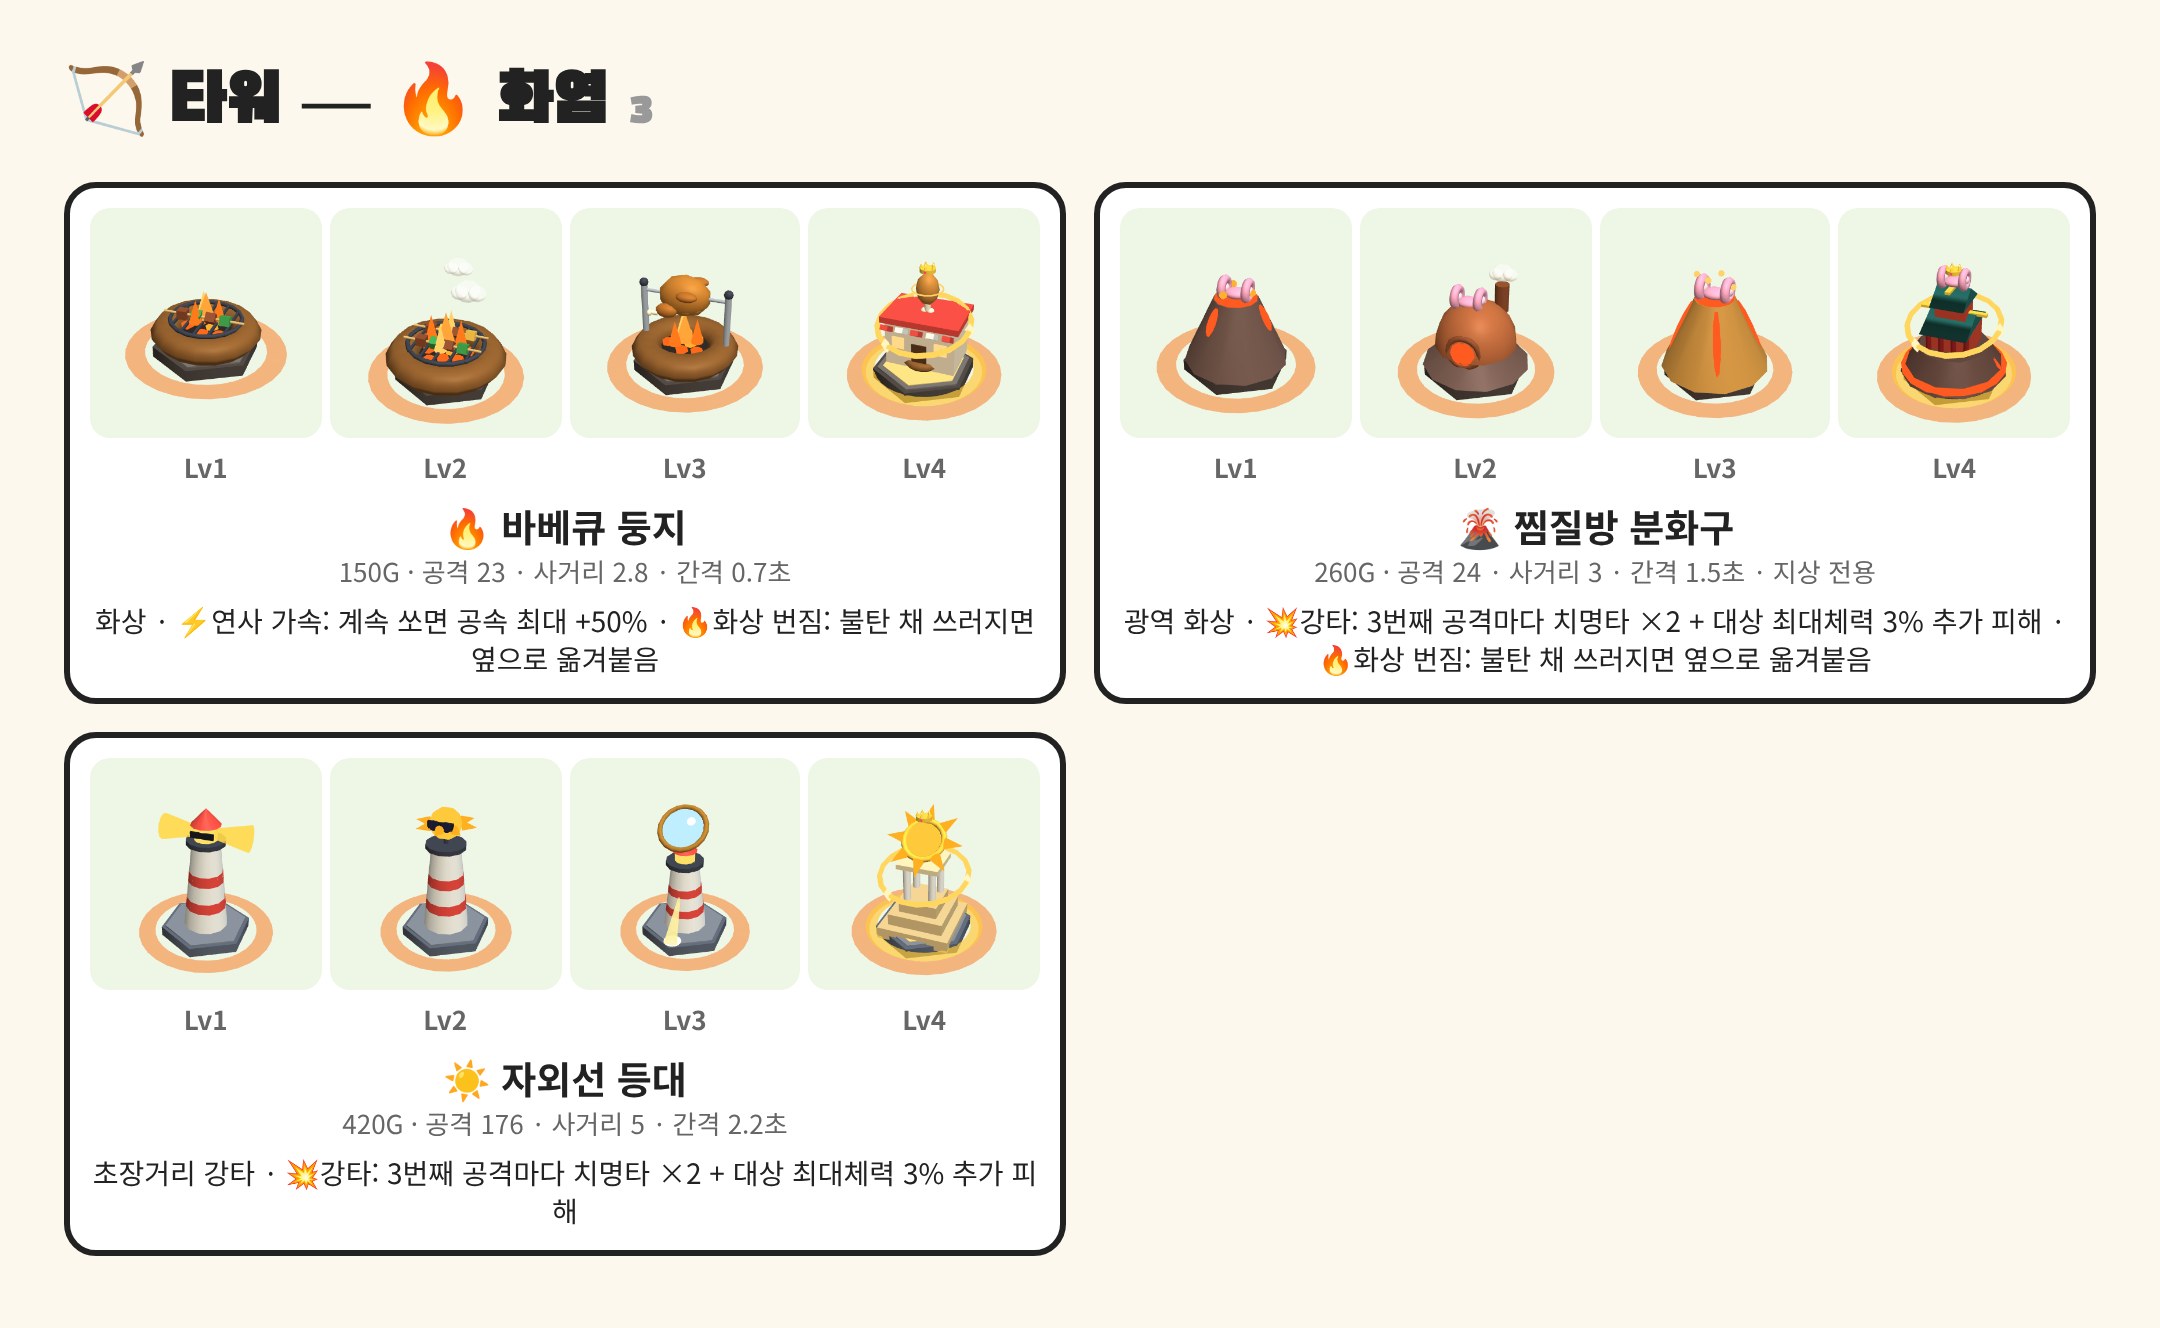 🏹 타워 — 🔥 화염 3
Lv1 Lv2 Lv3 Lv4
🔥 바베큐 둥지
150G · 공격 23 · 사거리 2.8 · 간격 0.7초
화상 · ⚡연사 가속: 계속 쏘면 공속 최대 +50% · 🔥화상 번짐: 불탄 채 쓰러지면
옆으로 옮겨붙음
Lv1 Lv2 Lv3 Lv4
🌋 찜질방 분화구
260G · 공격 24 · 사거리 3 · 간격 1.5초 · 지상 전용
광역 화상 · 💥강타: 3번째 공격마다 치명타 ×2 + 대상 최대체력 3% 추가 피해 ·
🔥화상 번짐: 불탄 채 쓰러지면 옆으로 옮겨붙음
Lv1 Lv2 Lv3 Lv4
☀️ 자외선 등대
420G · 공격 176 · 사거리 5 · 간격 2.2초
초장거리 강타 · 💥강타: 3번째 공격마다 치명타 ×2 + 대상 최대체력 3% 추가 피
해